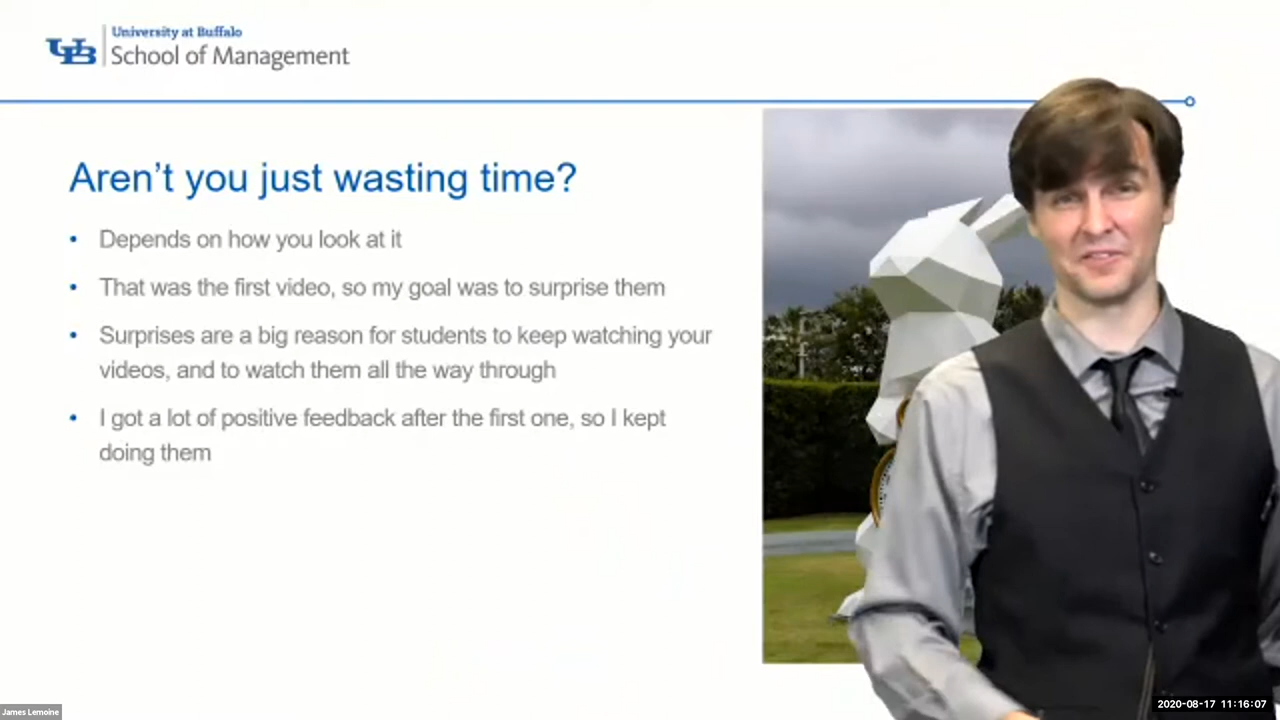 University at Buffalo
UB School of Management
Aren't you just wasting time?
• Depends on how you look at it
• That was the first video, so my goal was to surprise them
• Surprises are a big reason for students to keep watching your
videos, and to watch them all the way through
• I got a lot of positive feedback after the first one, so I kept
doing them
James Lemoine
2020-08-17 11:16:07